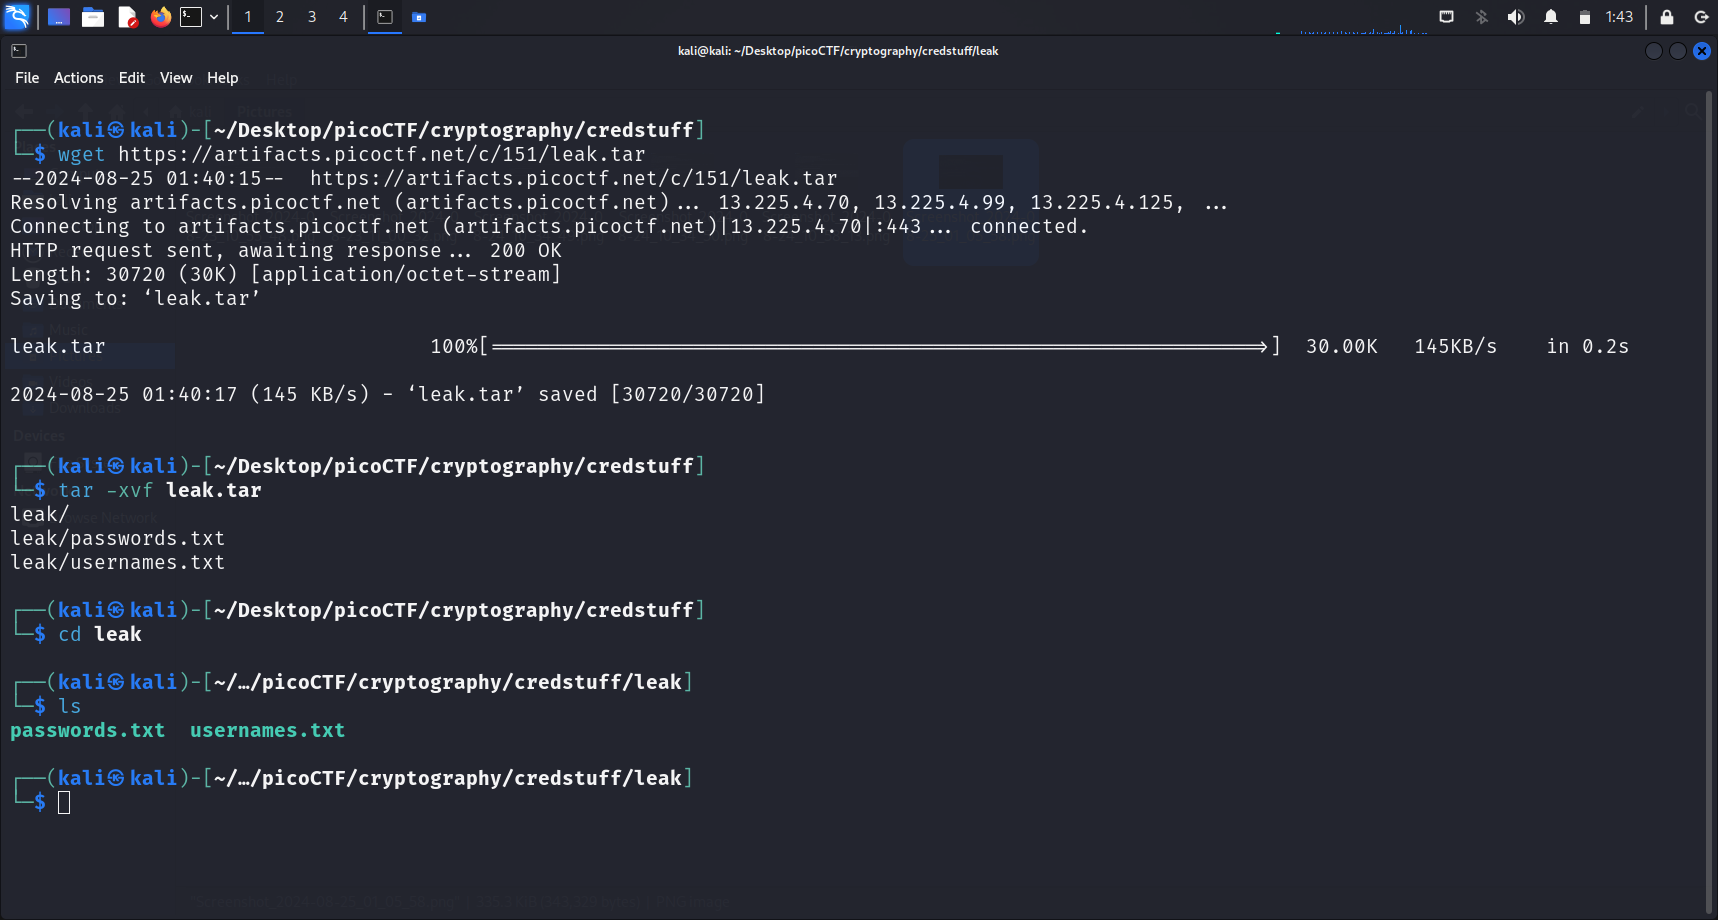 1 2 3 4 1:43
kali@kali: ~/Desktop/picoCTF/cryptography/credstuff/leak
File Actions Edit View Help
┌──(kali㉿kali)-[~/Desktop/picoCTF/cryptography/credstuff]
└─$ wget https://artifacts.picoctf.net/c/151/leak.tar
--2024-08-25 01:40:15-- https://artifacts.picoctf.net/c/151/leak.tar
Resolving artifacts.picoctf.net (artifacts.picoctf.net)... 13.225.4.70, 13.225.4.99, 13.225.4.125, ...
Connecting to artifacts.picoctf.net (artifacts.picoctf.net)|13.225.4.70|:443... connected.
HTTP request sent, awaiting response... 200 OK
Length: 30720 (30K) [application/octet-stream]
Saving to: ‘leak.tar’
leak.tar 100%[===================>] 30.00K 145KB/s in 0.2s
2024-08-25 01:40:17 (145 KB/s) - ‘leak.tar’ saved [30720/30720]
┌──(kali㉿kali)-[~/Desktop/picoCTF/cryptography/credstuff]
└─$ tar -xvf leak.tar
leak/
leak/passwords.txt
leak/usernames.txt
┌──(kali㉿kali)-[~/Desktop/picoCTF/cryptography/credstuff]
└─$ cd leak
┌──(kali㉿kali)-[~/…/picoCTF/cryptography/credstuff/leak]
└─$ ls
passwords.txt usernames.txt
┌──(kali㉿kali)-[~/…/picoCTF/cryptography/credstuff/leak]
└─$